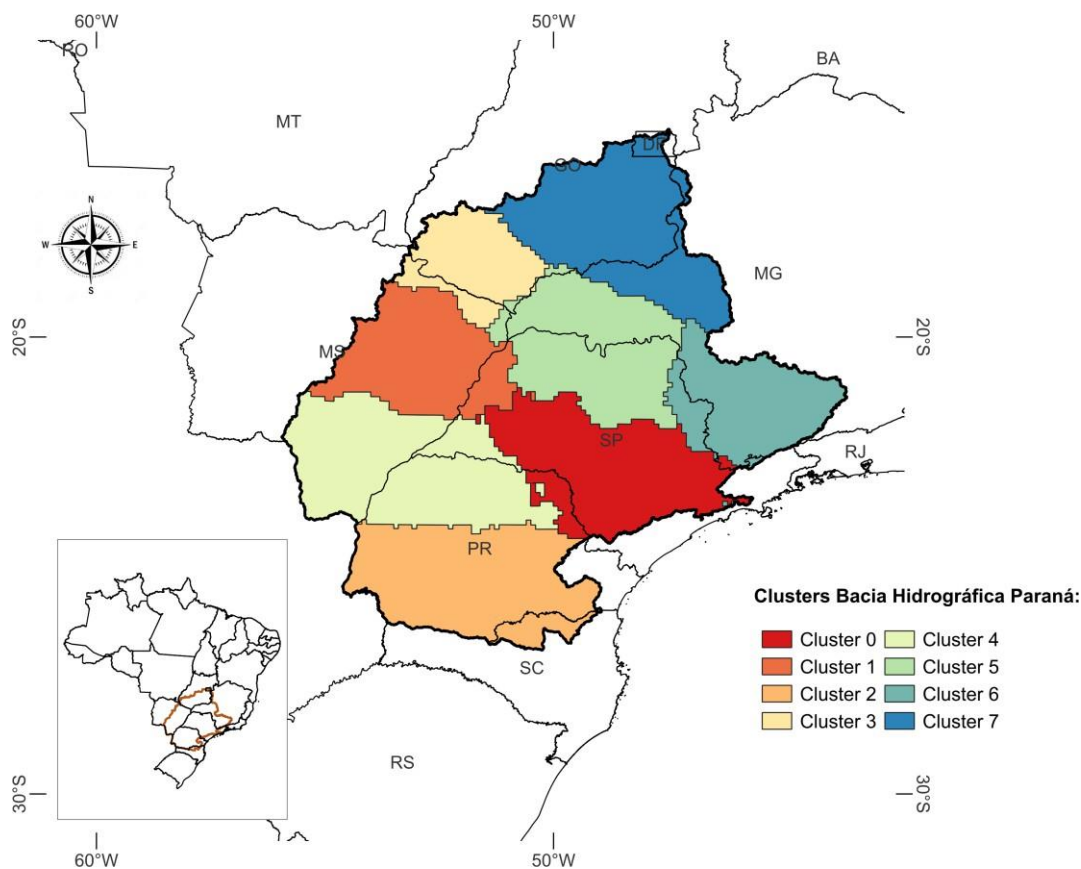 60°W 50°W
RO
BA
MT
DF
GO
N
W E
S
MG
20°S 20°S
MS
SP
RJ
PR
Clusters Bacia Hidrográfica Paraná:
Cluster 0 Cluster 4
Cluster 1 Cluster 5
Cluster 2 Cluster 6
Cluster 3 Cluster 7
SC
RS
30°S 30°S
60°W 50°W